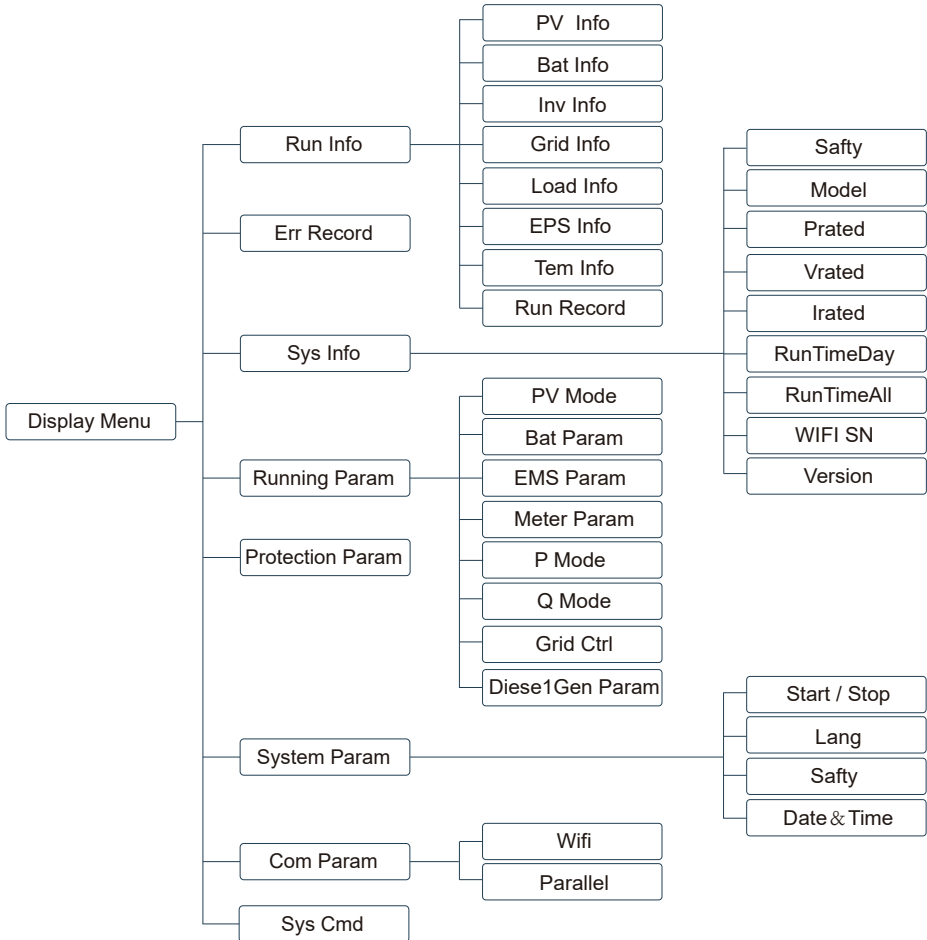 Display Menu
Run Info
PV Info
Bat Info
Inv Info
Grid Info
Load Info
EPS Info
Tem Info
Run Record
Err Record
Sys Info
Safty
Model
Prated
Vrated
Irated
RunTimeDay
RunTimeAll
WIFI SN
Version
Running Param
PV Mode
Bat Param
EMS Param
Meter Param
P Mode
Q Mode
Grid Ctrl
Diese1Gen Param
Protection Param
System Param
Start / Stop
Lang
Safty
Date&Time
Com Param
Wifi
Parallel
Sys Cmd